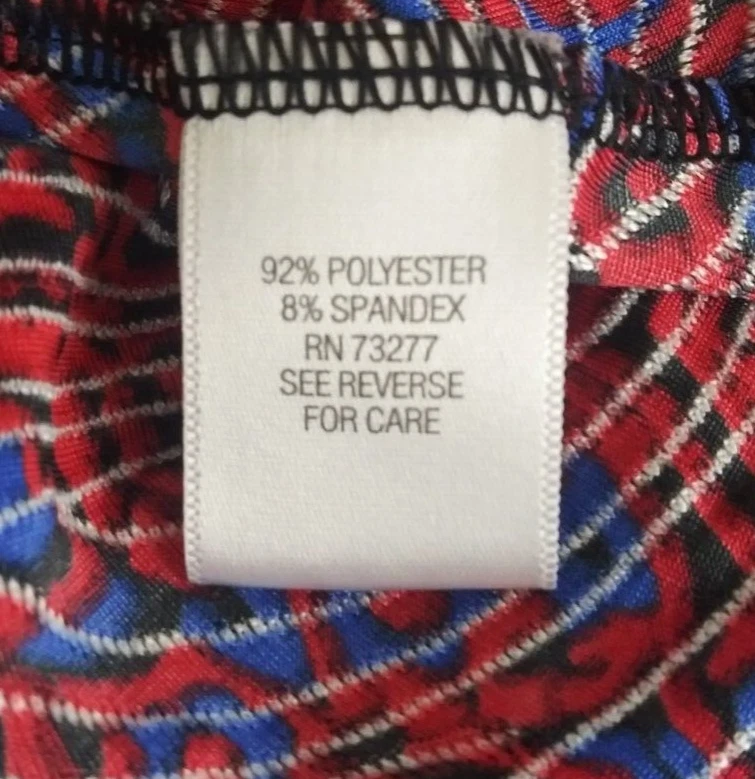 92% POLYESTER
8% SPANDEX
RN 73277
SEE REVERSE
FOR CARE